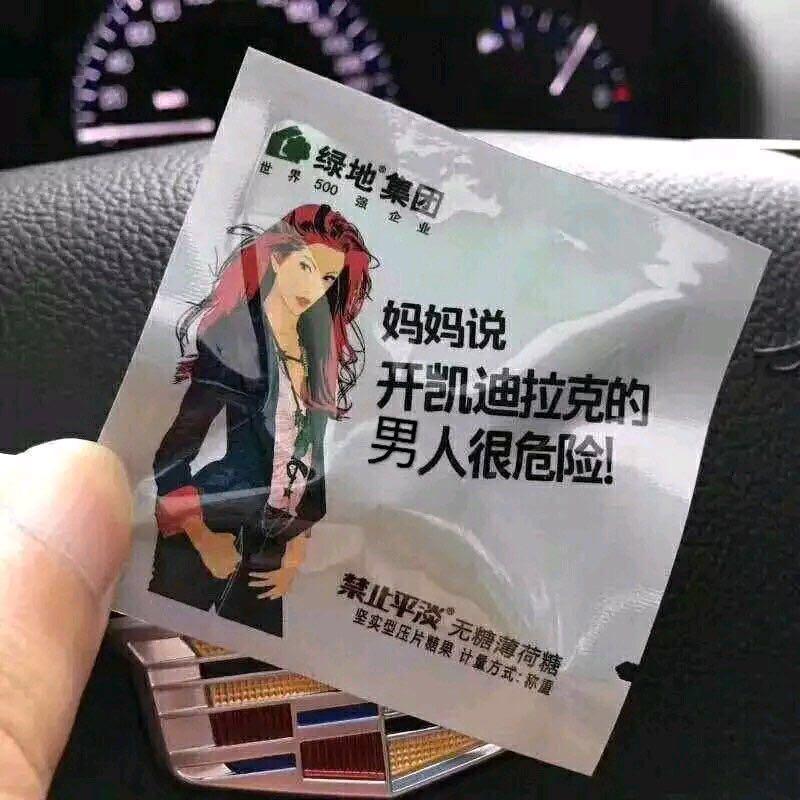 绿地®集团
世界500强企业
妈妈说
开凯迪拉克的
男人很危险!
禁止平淡® 无糖薄荷糖
坚实型压片糖果 计量方式:称重